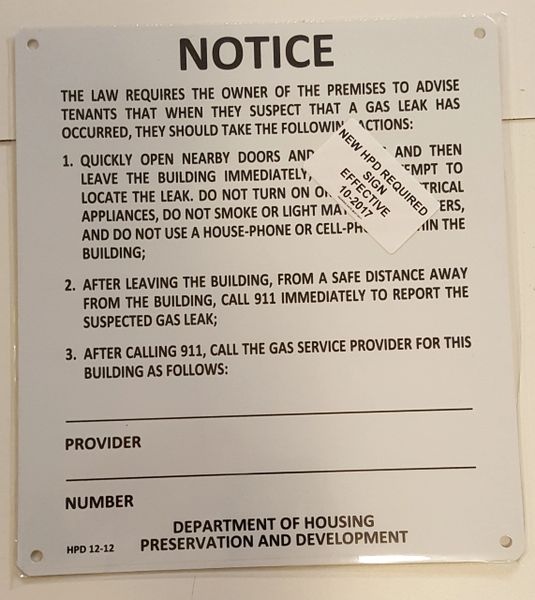 NOTICE
THE LAW REQUIRES THE OWNER OF THE PREMISES TO ADVISE
TENANTS THAT WHEN THEY SUSPECT THAT A GAS LEAK HAS
OCCURRED, THEY SHOULD TAKE THE FOLLOWIN ACTIONS:
1. QUICKLY OPEN NEARBY DOORS AND AND THEN
LEAVE THE BUILDING IMMEDIATELY, EMPT TO
LOCATE THE LEAK. DO NOT TURN ON O TRICAL
APPLIANCES, DO NOT SMOKE OR LIGHT MA ERS,
AND DO NOT USE A HOUSE-PHONE OR CELL-PH IN THE
BUILDING;
NEW HPD REQUIRED
SIGN
EFFECTIVE
10-2017
2. AFTER LEAVING THE BUILDING, FROM A SAFE DISTANCE AWAY
FROM THE BUILDING, CALL 911 IMMEDIATELY TO REPORT THE
SUSPECTED GAS LEAK;
3. AFTER CALLING 911, CALL THE GAS SERVICE PROVIDER FOR THIS
BUILDING AS FOLLOWS:
PROVIDER
NUMBER
DEPARTMENT OF HOUSING
HPD 12-12 PRESERVATION AND DEVELOPMENT